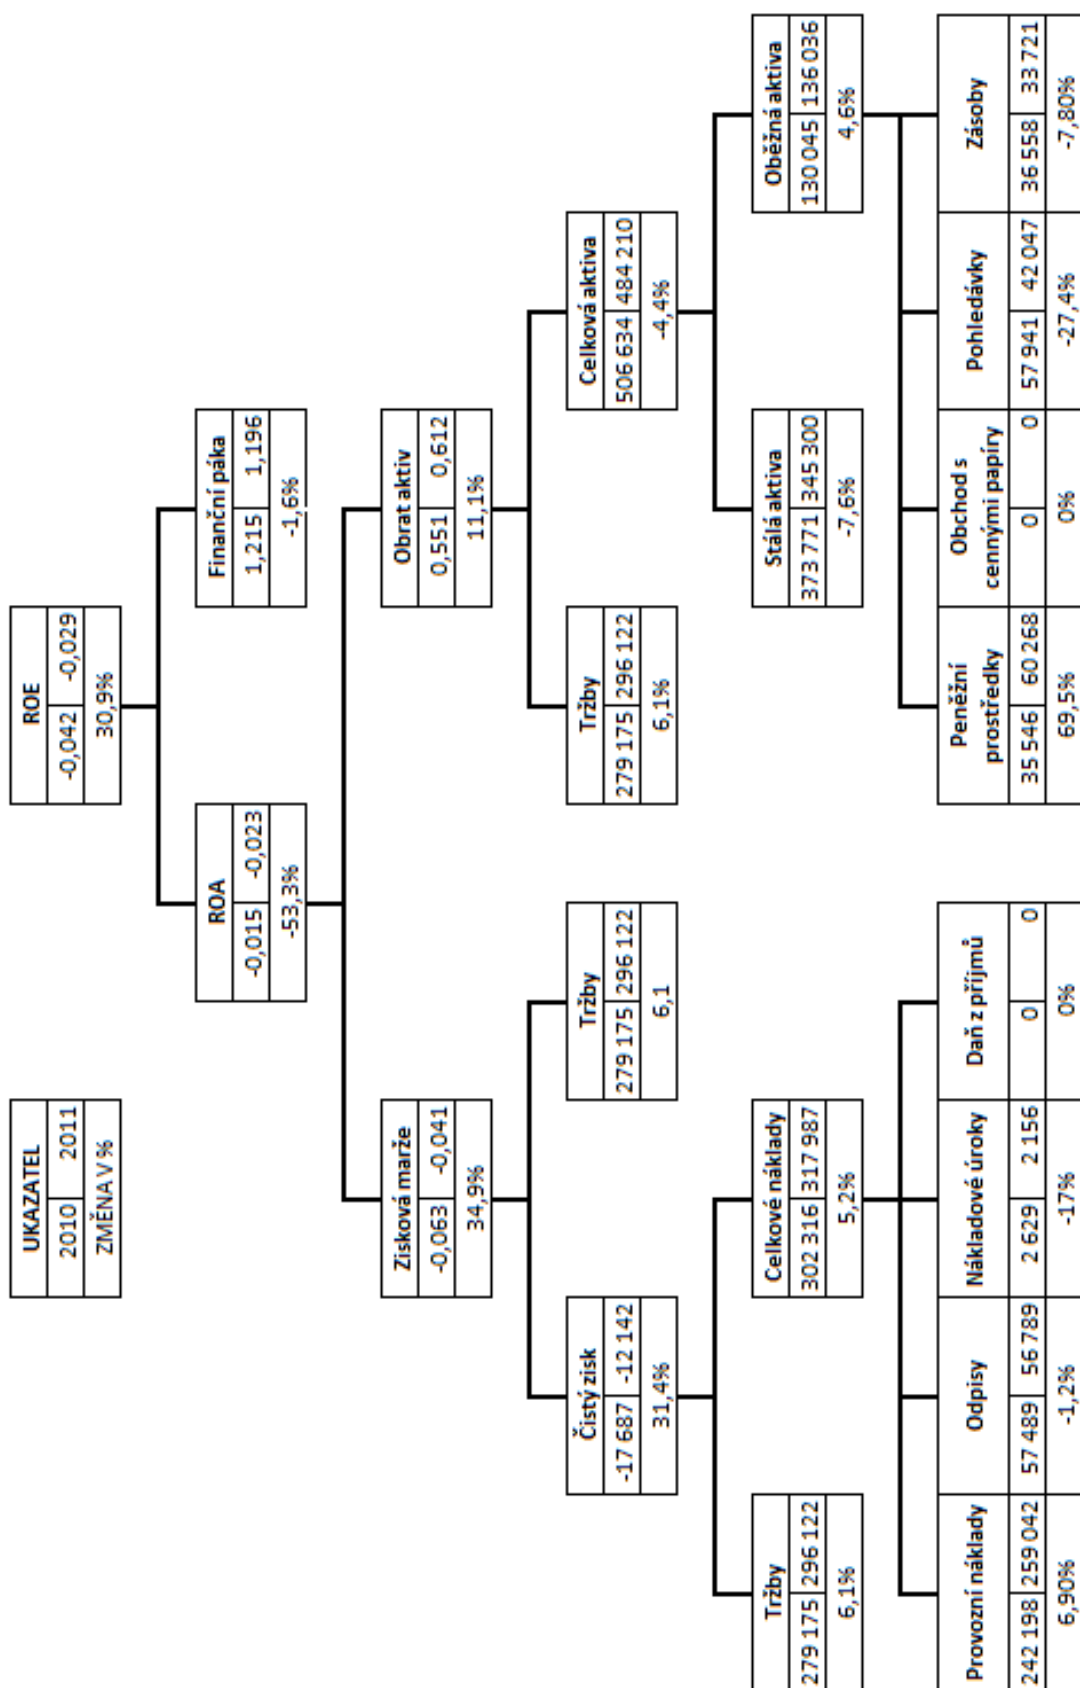 UKAZATEL
2010 2011
ZMĚNA V %
ROE
-0,042 -0,029
30,9%
ROA
-0,015 -0,023
-53,3%
Finanční páka
1,215 1,196
-1,6%
Zisková marže
-0,063 -0,041
34,9%
Obrat aktiv
0,551 0,612
11,1%
Čistý zisk
-17 687 -12 142
31,4%
Tržby
279 175 296 122
6,1
Tržby
279 175 296 122
6,1%
Celková aktiva
506 634 484 210
-4,4%
Tržby
279 175 296 122
6,1%
Celkové náklady
302 316 317 987
5,2%
Stálá aktiva
373 771 345 300
-7,6%
Oběžná aktiva
130 045 136 036
4,6%
Provozní náklady
242 198 259 042
6,90%
Odpisy
57 489 56 789
-1,2%
Nákladové úroky
2 629 2 156
-17%
Daň z příjmů
0 0
0%
Peněžní
prostředky
35 546 60 268
69,5%
Obchod s
cennými papíry
0 0
0%
Pohledávky
57 941 42 047
-27,4%
Zásoby
36 558 33 721
-7,80%